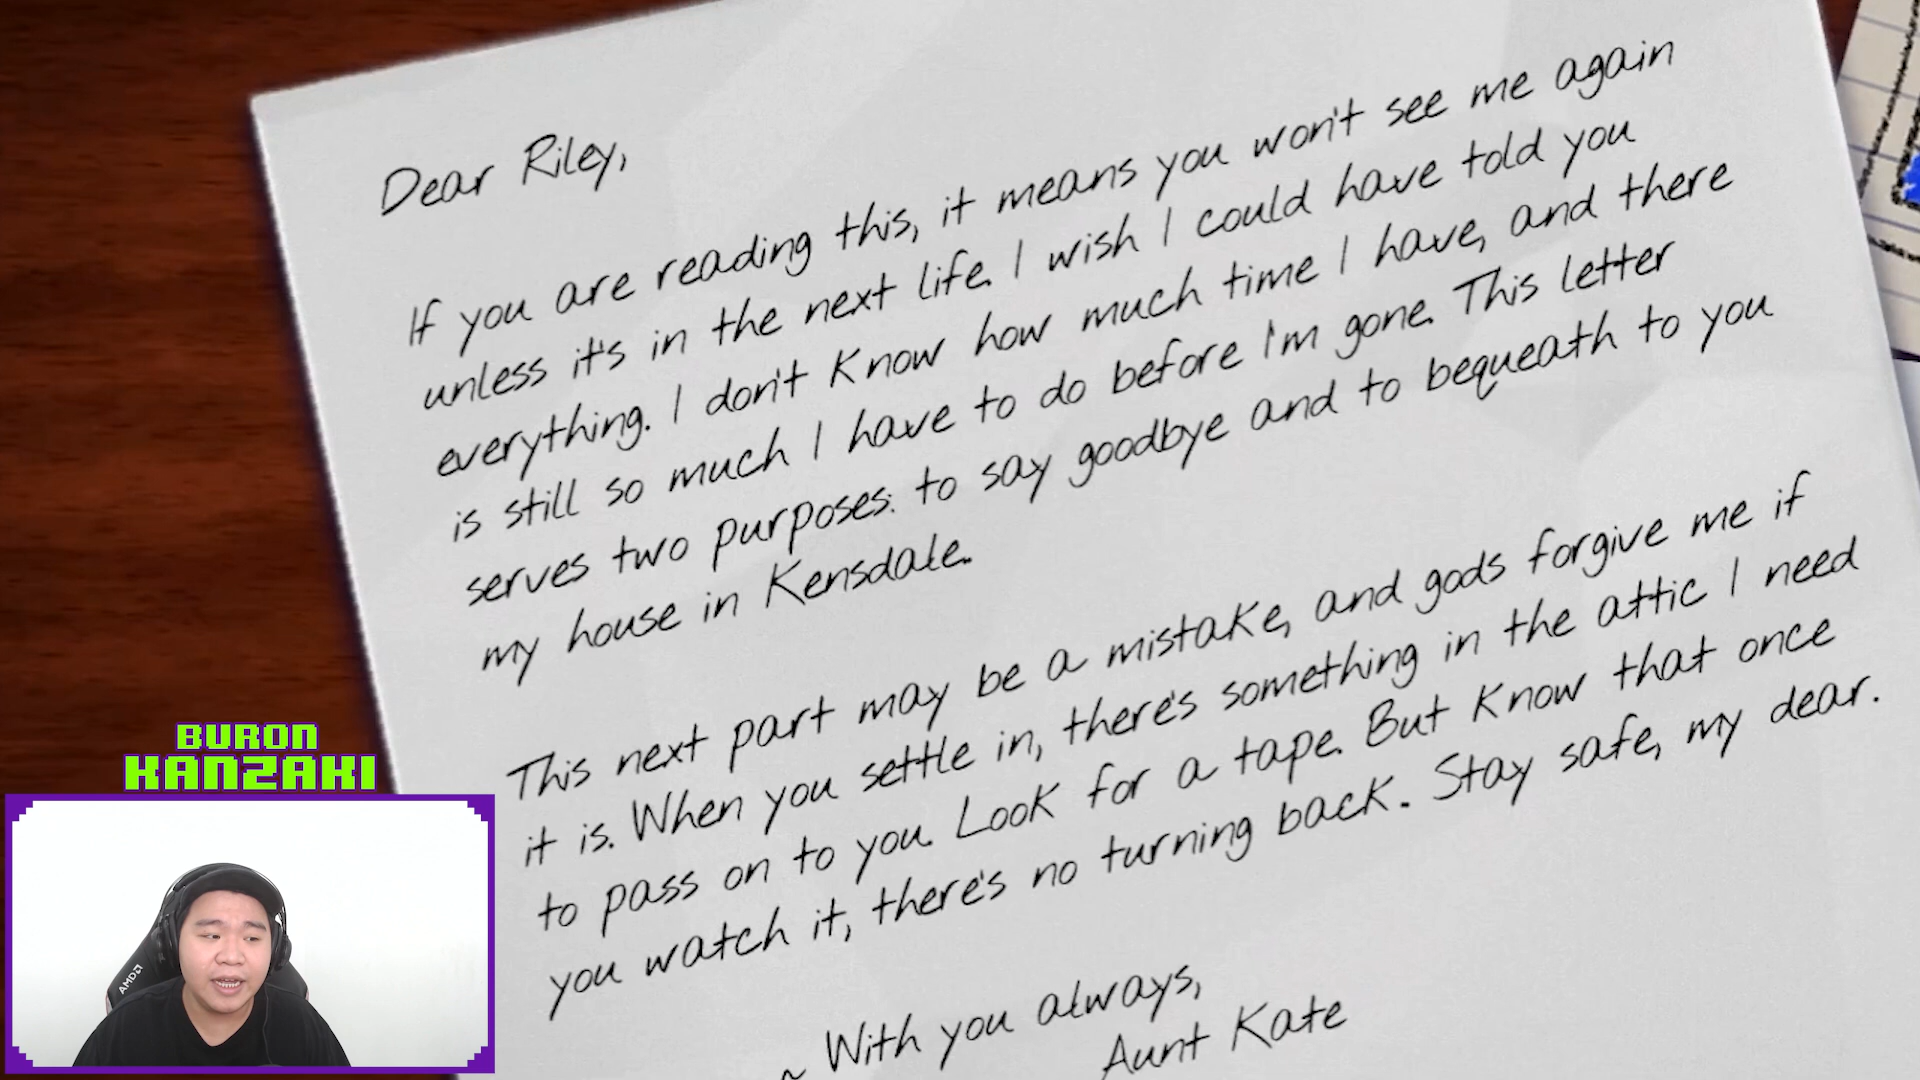 Dear Riley,
If you are reading this, it means you won't see me again
unless it's in the next life. I wish I could have told you
everything. I don't know how much time I have, and there
is still so much I have to do before I'm gone. This letter
serves two purposes: to say goodbye and to bequeath to you
my house in Kensdale.
This next part may be a mistake, and gods forgive me if
it is. When you settle in, there's something in the attic I need
to pass on to you. Look for a tape. But know that once
you watch it, there's no turning back. Stay safe, my dear.
With you always,
Aunt Kate
BURON
KANZAKI
AMD